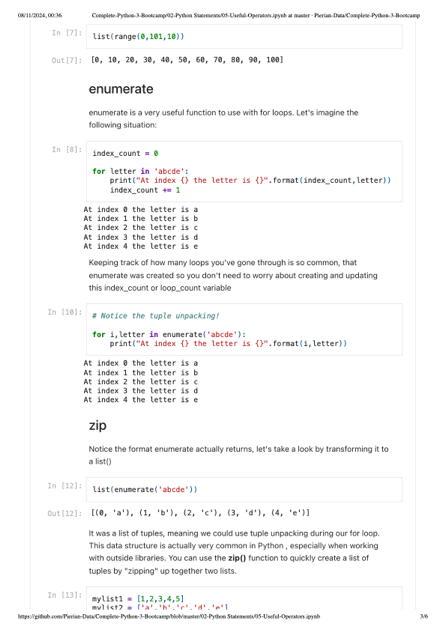 08/11/2024, 00:36 Complete-Python-3-Bootcamp/02-Python Statements/05-Useful-Operators.ipynb at master · Pierian-Data/Complete-Python-3-Bootcamp
In [7]: list(range(0,101,10))
Out[7]: [0, 10, 20, 30, 40, 50, 60, 70, 80, 90, 100]
enumerate
enumerate is a very useful function to use with for loops. Let's imagine the
following situation:
In [8]: index_count = 0
for letter in 'abcde':
    print("At index {} the letter is {}".format(index_count,letter))
    index_count += 1
At index 0 the letter is a
At index 1 the letter is b
At index 2 the letter is c
At index 3 the letter is d
At index 4 the letter is e
Keeping track of how many loops you've gone through is so common, that
enumerate was created so you don't need to worry about creating and updating
this index_count or loop_count variable
In [10]: # Notice the tuple unpacking!
for i,letter in enumerate('abcde'):
    print("At index {} the letter is {}".format(i,letter))
At index 0 the letter is a
At index 1 the letter is b
At index 2 the letter is c
At index 3 the letter is d
At index 4 the letter is e
zip
Notice the format enumerate actually returns, let's take a look by transforming it to
a list()
In [12]: list(enumerate('abcde'))
Out[12]: [(0, 'a'), (1, 'b'), (2, 'c'), (3, 'd'), (4, 'e')]
It was a list of tuples, meaning we could use tuple unpacking during our for loop.
This data structure is actually very common in Python , especially when working
with outside libraries. You can use the zip() function to quickly create a list of
tuples by "zipping" up together two lists.
In [13]: mylist1 = [1,2,3,4,5]
mylist2 = ['a','b','c','d','e']
https://github.com/Pierian-Data/Complete-Python-3-Bootcamp/blob/master/02-Python Statements/05-Useful-Operators.ipynb 3/6